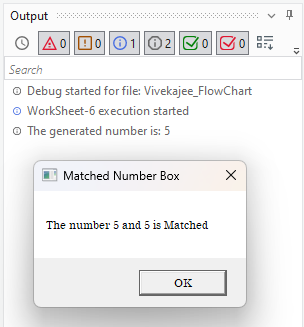 Output
0 0 1 2 0 0
Search
Debug started for file: Vivekajee_FlowChart
WorkSheet-6 execution started
The generated number is: 5
Matched Number Box
The number 5 and 5 is Matched
OK